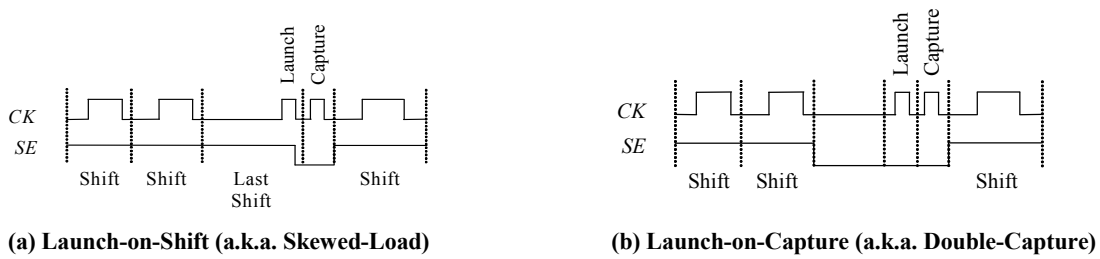 Launch
Capture
CK
SE
Shift
Shift
Last
Shift
Shift
(a) Launch-on-Shift (a.k.a. Skewed-Load)
Launch
Capture
CK
SE
Shift
Shift
Shift
(b) Launch-on-Capture (a.k.a. Double-Capture)